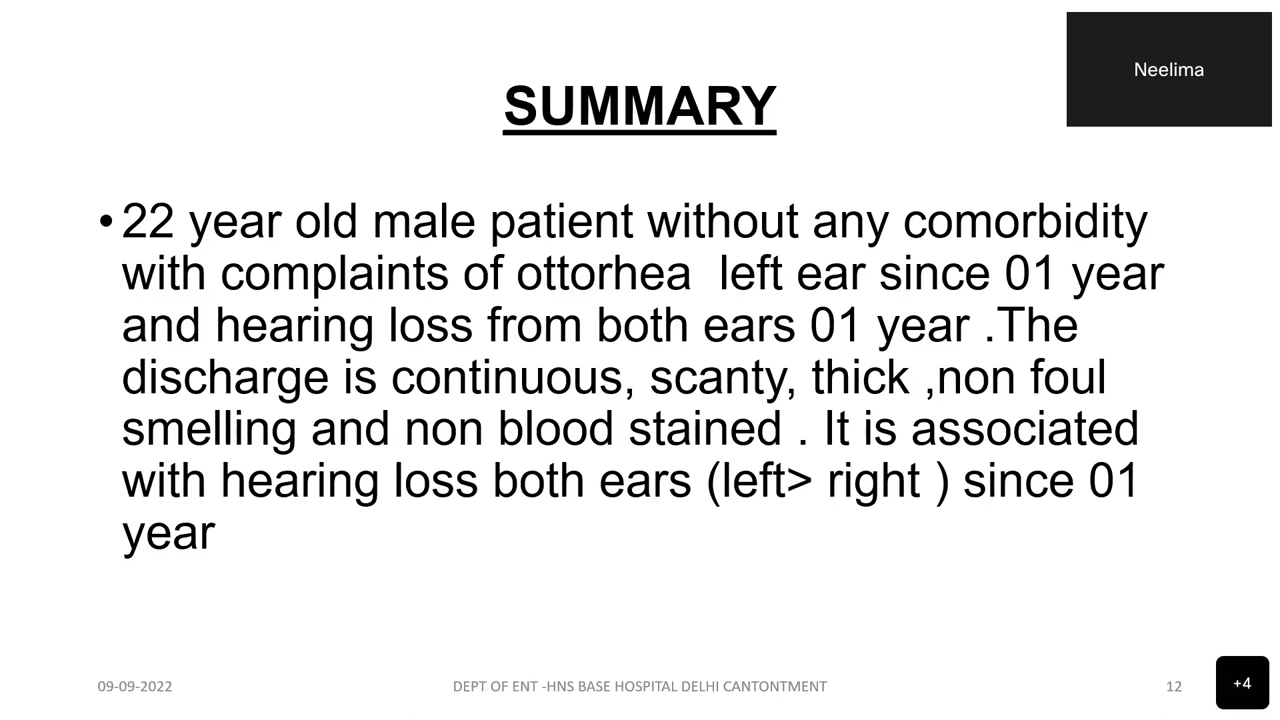 Neelima
SUMMARY
•22 year old male patient without any comorbidity
with complaints of ottorhea  left ear since 01 year
and hearing loss from both ears 01 year .The
discharge is continuous, scanty, thick ,non foul
smelling and non blood stained . It is associated
with hearing loss both ears (left> right ) since 01
year
09-09-2022
DEPT OF ENT -HNS BASE HOSPITAL DELHI CANTONTMENT
12
+4